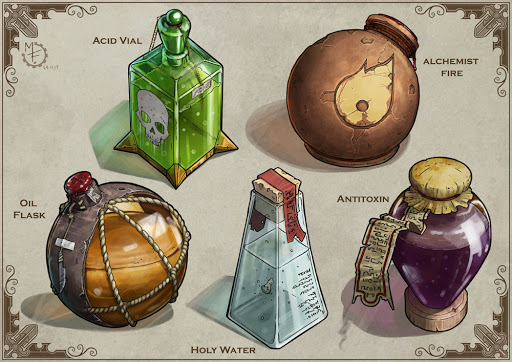 ACID VIAL
ALCHEMIST
FIRE
OIL
FLASK
ANTITOXIN
HOLY WATER